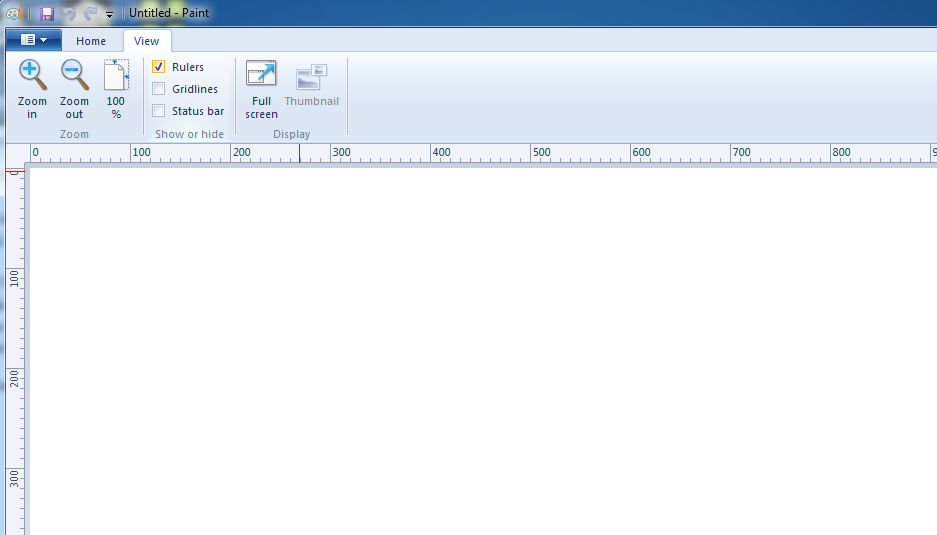 Untitled - Paint
Home View
Zoom in
Zoom out
100 %
Zoom
Rulers
Gridlines
Status bar
Show or hide
Full screen
Thumbnail
Display
0 100 200 300 400 500 600 700 800 9
0
100
200
300